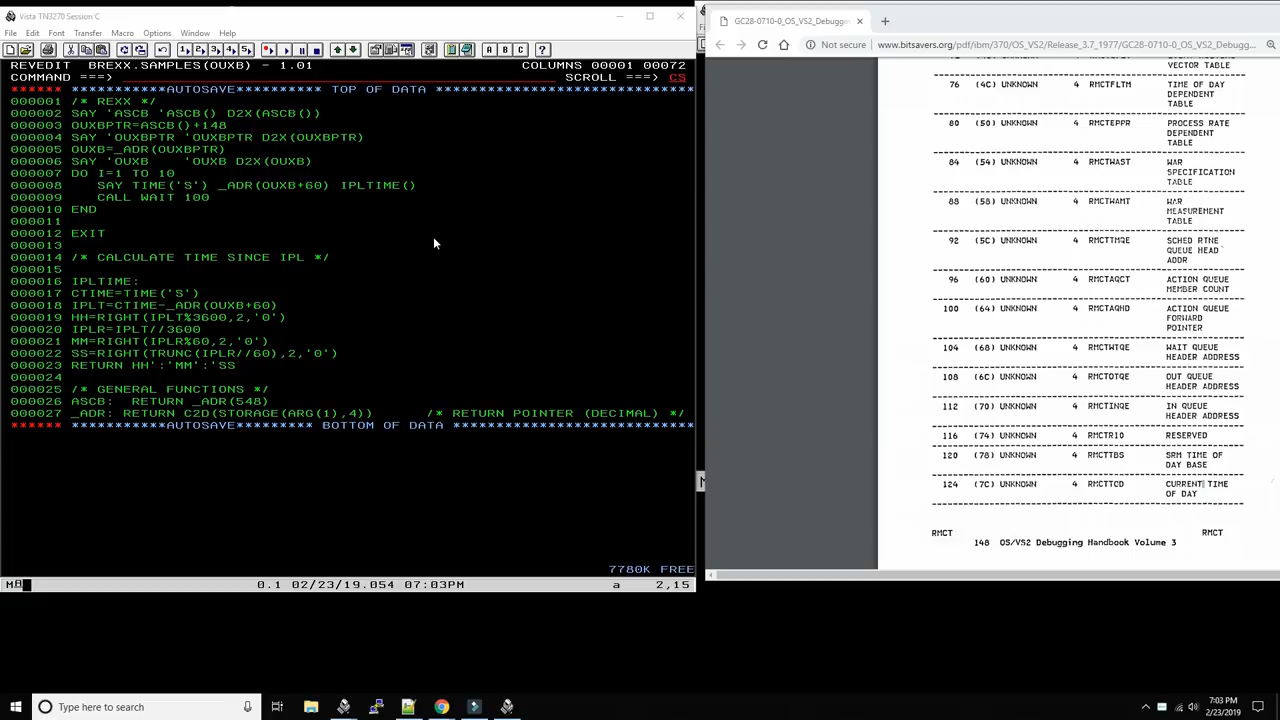 Vista TN3270 Session C
File Edit Font Transfer Macro Options Window Help
REVEDIT BREXX.SAMPLES(OUXB) - 1.01 COLUMNS 00001 00072
COMMAND ===> SCROLL ===> CS
****** ***********AUTOSAVE********** TOP OF DATA *****************************
000001 /* REXX */
000002 SAY 'ASCB 'ASCB() D2X(ASCB())
000003 OUXBPTR=ASCB()+148
000004 SAY 'OUXBPTR 'OUXBPTR D2X(OUXBPTR)
000005 OUXB=_ADR(OUXBPTR)
000006 SAY 'OUXB    'OUXB D2X(OUXB)
000007 DO I=1 TO 10
000008    SAY TIME('S') _ADR(OUXB+60) IPLTIME()
000009    CALL WAIT 100
000010 END
000011
000012 EXIT
000013
000014 /* CALCULATE TIME SINCE IPL */
000015
000016 IPLTIME:
000017 CTIME=TIME('S')
000018 IPLT=CTIME-_ADR(OUXB+60)
000019 HH=RIGHT(IPLT%3600,2,'0')
000020 IPLR=IPLT//3600
000021 MM=RIGHT(IPLR%60,2,'0')
000022 SS=RIGHT(TRUNC(IPLR//60),2,'0')
000023 RETURN HH':'MM':'SS
000024
000025 /* GENERAL FUNCTIONS */
000026 ASCB:  RETURN _ADR(548)
000027 _ADR: RETURN C2D(STORAGE(ARG(1),4))       /* RETURN POINTER (DECIMAL) */
****** ***********AUTOSAVE********* BOTTOM OF DATA ***************************
7780K FREE
0.1 02/23/19.054 07:03PM a 2,15
GC28-0710-0_OS_VS2_Debugging
Not secure www.bitsavers.org/pdf/ibm/370/OS_VS2/Release_3.7_1977/GC28-0710-0_OS_VS2_Debugg...
VECTOR TABLE
76 (4C) UNKNOWN 4 RMCTFLTM TIME OF DAY
DEPENDENT
TABLE
80 (50) UNKNOWN 4 RMCTEPPR PROCESS RATE
DEPENDENT
TABLE
84 (54) UNKNOWN 4 RMCTWAST WAR
SPECIFICATION
TABLE
88 (58) UNKNOWN 4 RMCTWAMT WAR
MEASUREMENT
TABLE
92 (5C) UNKNOWN 4 RMCTTMQE SCHED RTNE
QUEUE HEAD
ADDR
96 (60) UNKNOWN 4 RMCTAQCT ACTION QUEUE
MEMBER COUNT
100 (64) UNKNOWN 4 RMCTAQHD ACTION QUEUE
FORWARD
POINTER
104 (68) UNKNOWN 4 RMCTWTQE WAIT QUEUE
HEADER ADDRESS
108 (6C) UNKNOWN 4 RMCTOTQE OUT QUEUE
HEADER ADDRESS
112 (70) UNKNOWN 4 RMCTINQE IN QUEUE
HEADER ADDRESS
116 (74) UNKNOWN 4 RMCTR10 RESERVED
120 (78) UNKNOWN 4 RMCTTBS SRM TIME OF
DAY BASE
124 (7C) UNKNOWN 4 RMCTTOD CURRENT TIME
OF DAY
RMCT RMCT
148 OS/VS2 Debugging Handbook Volume 3
Type here to search
7:03 PM
2/23/2019